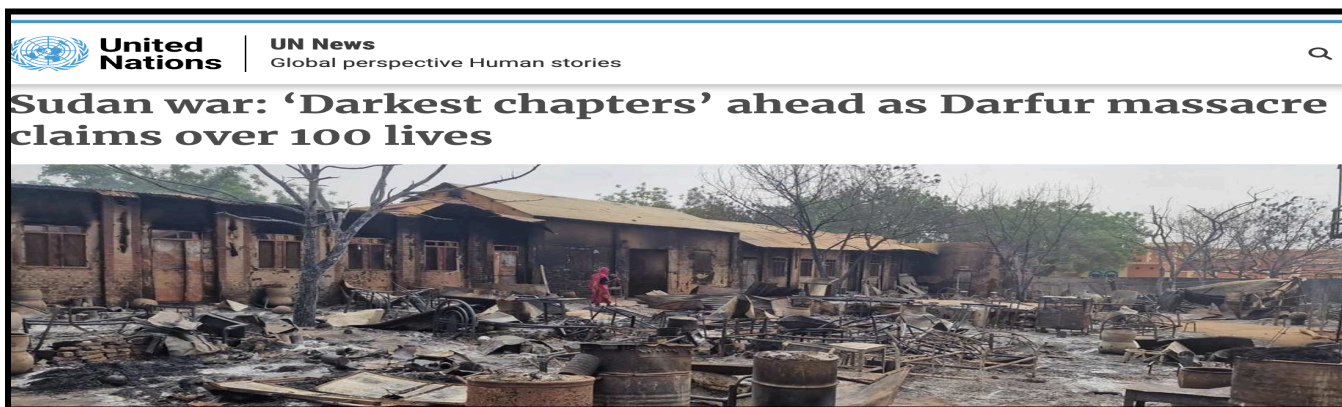 United
Nations
UN News
Global perspective Human stories
Sudan war: ‘Darkest chapters’ ahead as Darfur massacre
claims over 100 lives